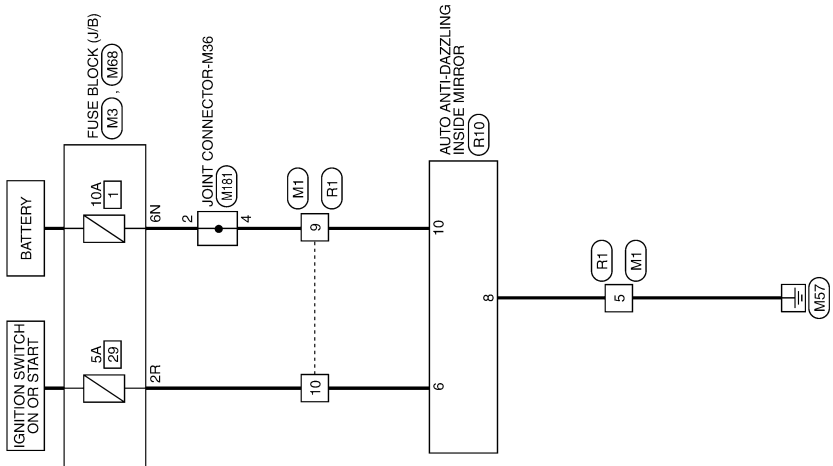 IGNITION SWITCH
ON OR START
BATTERY
5A
29
10A
1
FUSE BLOCK (J/B)
M3 , M68
2R
6N
2
JOINT CONNECTOR-M36
M181
4
10
9
M1
R1
6
10
AUTO ANTI-DAZZLING
INSIDE MIRROR
R10
8
5
R1
M1
M57